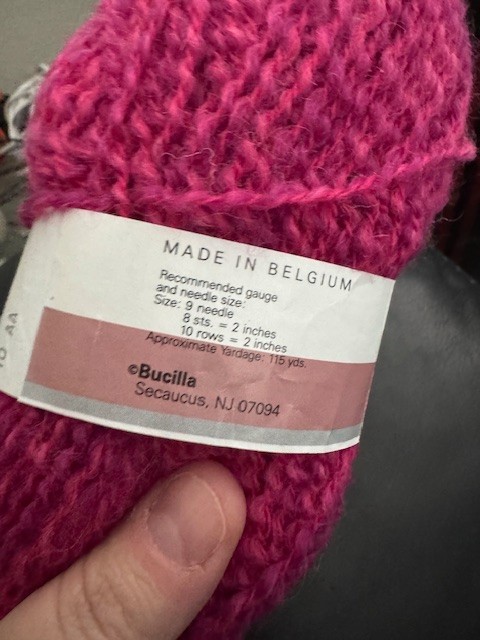 MADE IN BELGIUM
Recommended gauge
and needle size:
Size: 9 needle
8 sts. = 2 inches
10 rows = 2 inches
Approximate Yardage: 115 yds.
©Bucilla
Secaucus, NJ 07094